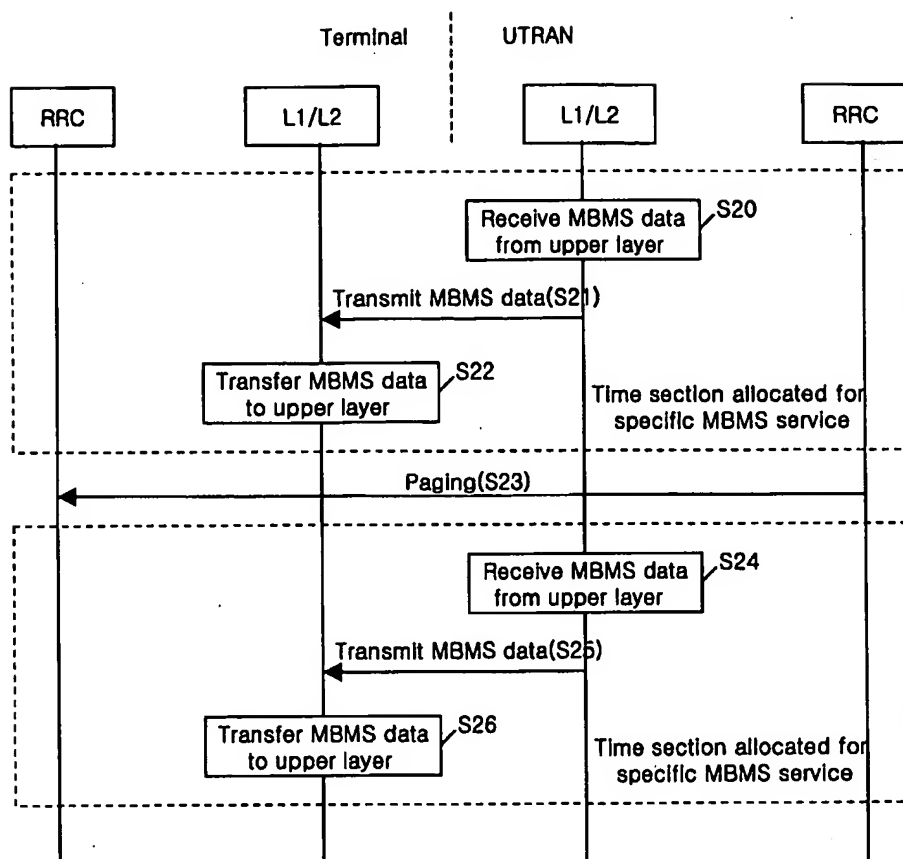 Terminal
UTRAN
RRC
L1/L2
L1/L2
RRC
Receive MBMS data
from upper layer
S20
Transmit MBMS data(S21)
Transfer MBMS data
to upper layer
S22
Time section allocated for
specific MBMS service
Paging(S23)
Receive MBMS data
from upper layer
S24
Transmit MBMS data(S25)
Transfer MBMS data
to upper layer
S26
Time section allocated for
specific MBMS service